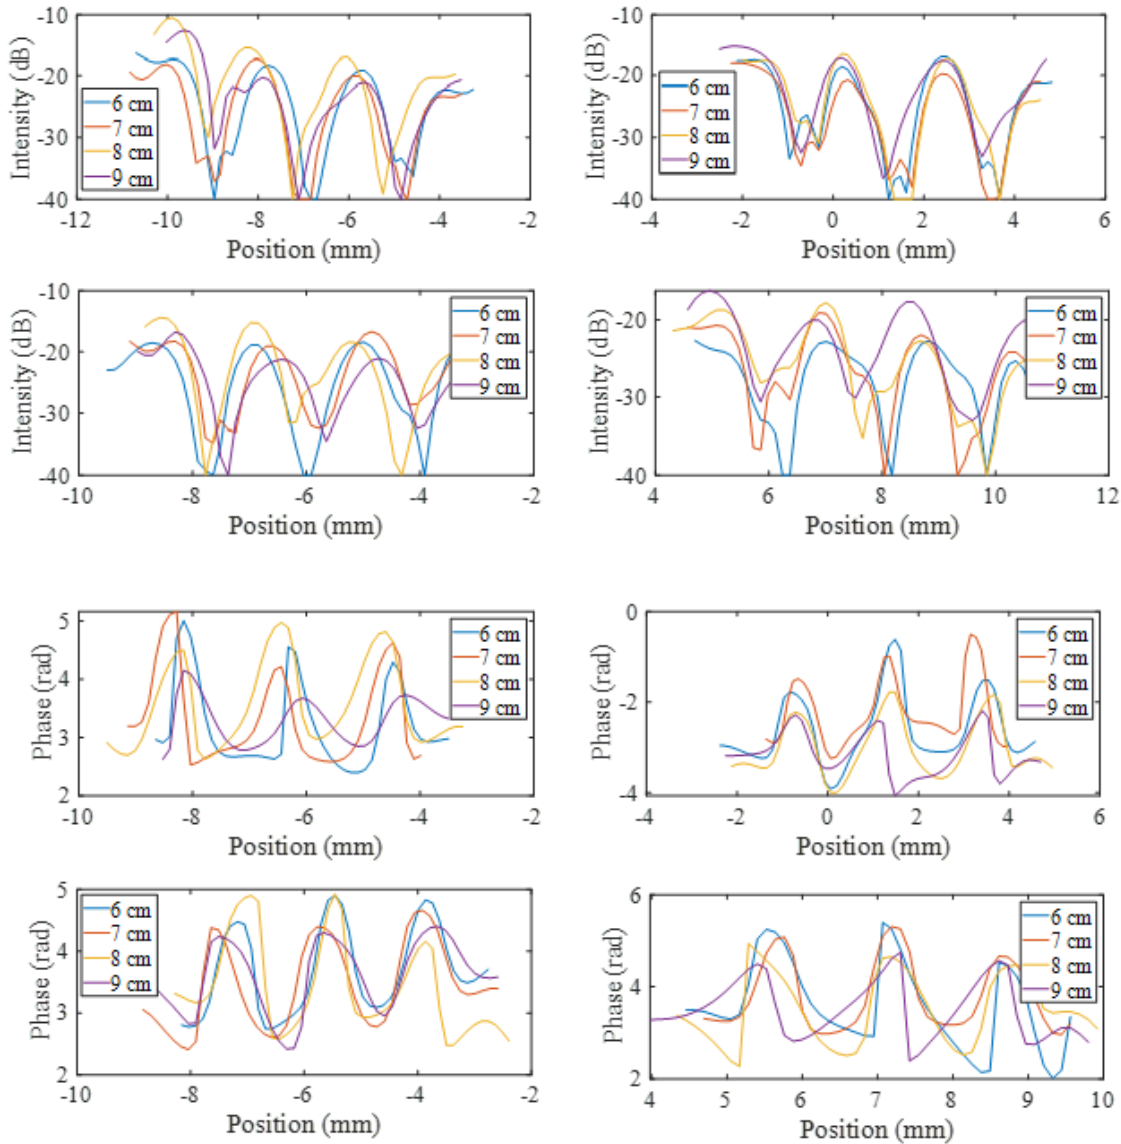 -10
-20
-30
-40
Intensity (dB)
6 cm
7 cm
8 cm
9 cm
-12 -10 -8 -6 -4 -2
Position (mm)
-10
-20
-30
-40
Intensity (dB)
6 cm
7 cm
8 cm
9 cm
-4 -2 0 2 4 6
Position (mm)
-10
-20
-30
-40
Intensity (dB)
6 cm
7 cm
8 cm
9 cm
-10 -8 -6 -4 -2
Position (mm)
-20
-30
-40
Intensity (dB)
6 cm
7 cm
8 cm
9 cm
4 6 8 10 12
Position (mm)
5
4
3
2
Phase (rad)
6 cm
7 cm
8 cm
9 cm
-10 -8 -6 -4 -2
Position (mm)
0
-2
-4
Phase (rad)
6 cm
7 cm
8 cm
9 cm
-4 -2 0 2 4 6
Position (mm)
5
4
3
2
Phase (rad)
6 cm
7 cm
8 cm
9 cm
-10 -8 -6 -4 -2
Position (mm)
6
4
2
Phase (rad)
6 cm
7 cm
8 cm
9 cm
4 5 6 7 8 9 10
Position (mm)